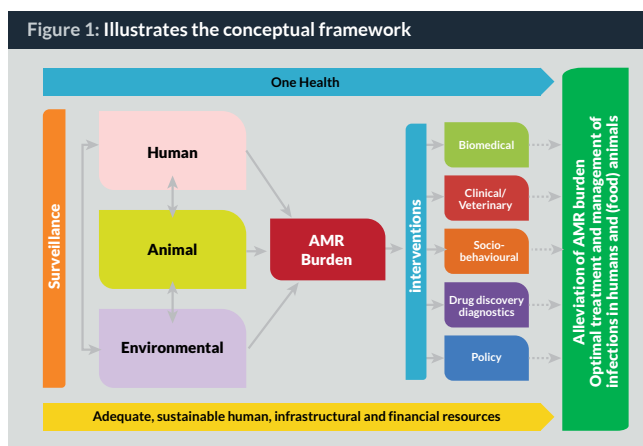 Figure 1: Illustrates the conceptual framework
One Health
Surveillance
Human
Animal
Environmental
AMR
Burden
interventions
Biomedical
Clinical/
Veterinary
Socio-
behavioural
Drug discovery
diagnostics
Policy
Alleviation of AMR burden
Optimal treatment and management of
infections in humans and (food) animals
Adequate, sustainable human, infrastructural and financial resources